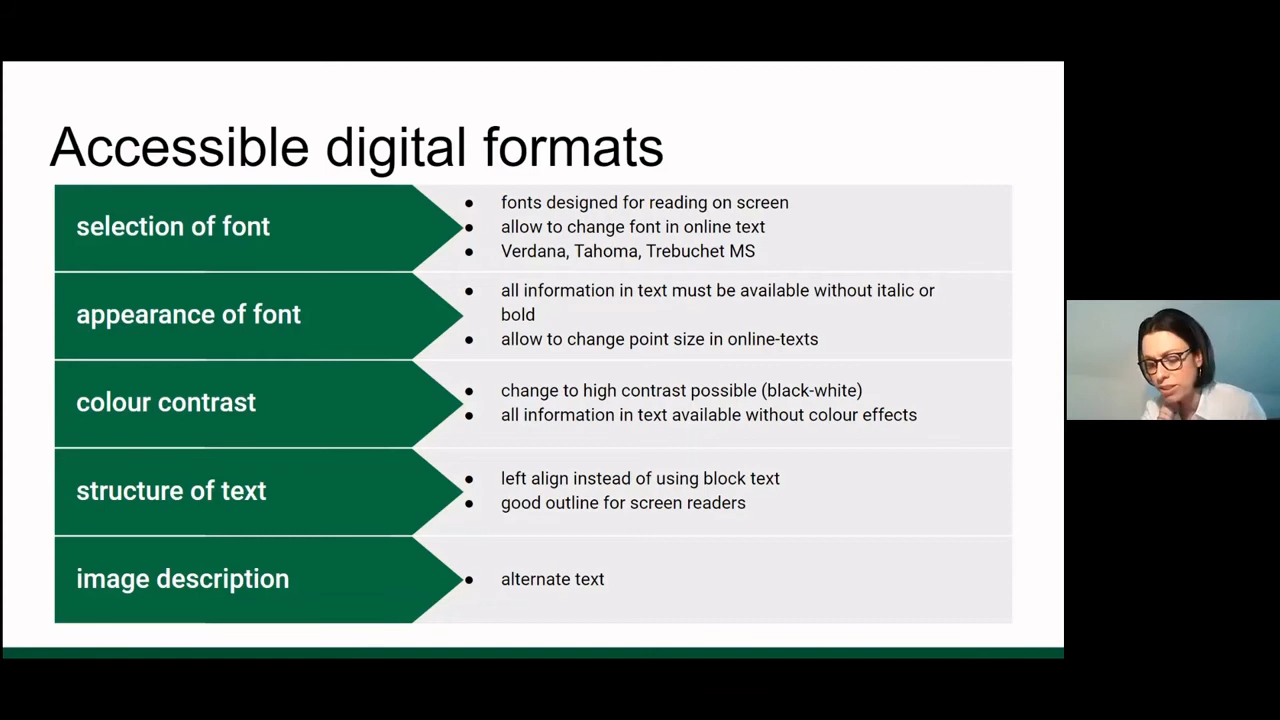 Accessible digital formats
selection of font
● fonts designed for reading on screen
● allow to change font in online text
● Verdana, Tahoma, Trebuchet MS
appearance of font
● all information in text must be available without italic or
bold
● allow to change point size in online-texts
colour contrast
● change to high contrast possible (black-white)
● all information in text available without colour effects
structure of text
● left align instead of using block text
● good outline for screen readers
image description
● alternate text